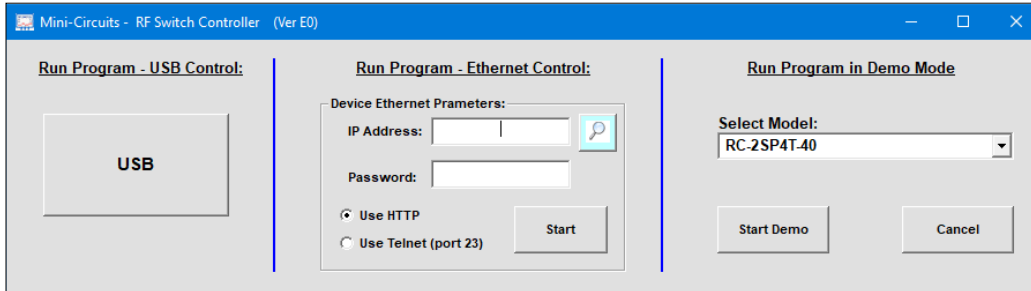 Mini-Circuits - RF Switch Controller (Ver E0)
Run Program - USB Control:
USB
Run Program - Ethernet Control:
Device Ethernet Prameters:
IP Address:
Password:
Use HTTP
Use Telnet (port 23)
Start
Run Program in Demo Mode
Select Model:
RC-2SP4T-40
Start Demo
Cancel